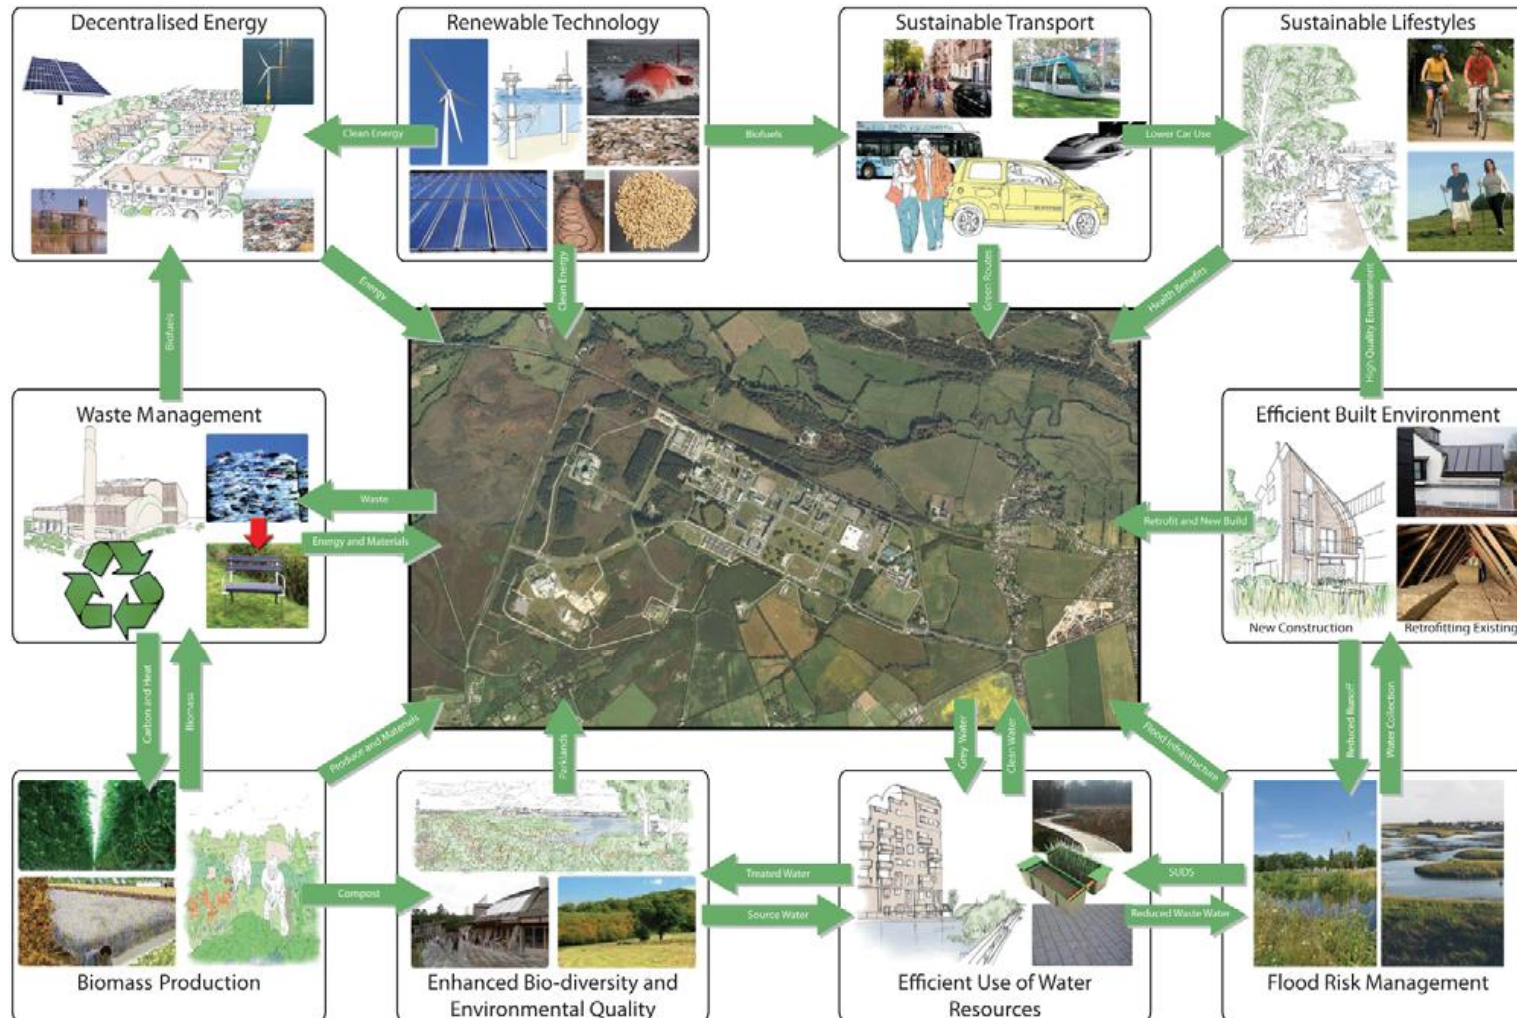 Decentralised Energy
Renewable Technology
Sustainable Transport
Sustainable Lifestyles
Clean Energy
Biofuels
Lower Car Use
Energy
Clean Energy
Green Routes
Health Benefits
Biofuels
High Quality Environment
Waste Management
Efficient Built Environment
Waste
Energy and Materials
Retrofit and New Build
New Construction
Retrofitting Existing
Carbon and Heat
Biomass
Produce and Materials
Parklands
Grey Water
Clean Water
Flood Infrastructure
Reduced Runoff
Water Collection
Compost
Treated Water
Source Water
SUDS
Reduced Waste Water
Biomass Production
Enhanced Bio-diversity and
Environmental Quality
Efficient Use of Water
Resources
Flood Risk Management